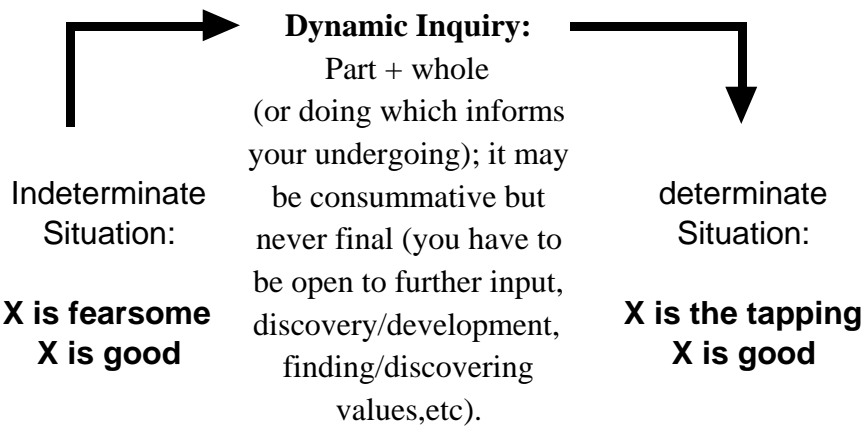 Dynamic Inquiry:
Part + whole
(or doing which informs
your undergoing); it may
be consummative but
never final (you have to
be open to further input,
discovery/development,
finding/discovering
values,etc).
Indeterminate
Situation:
X is fearsome
X is good
determinate
Situation:
X is the tapping
X is good